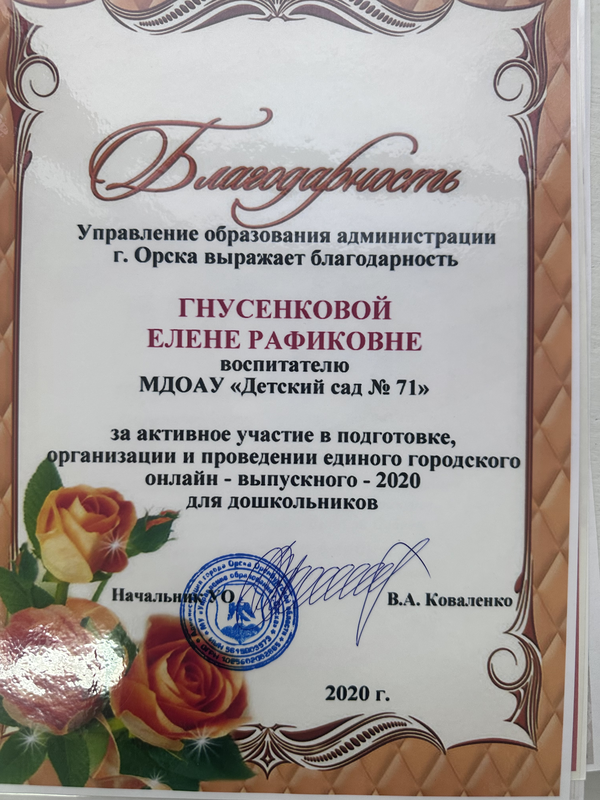 Благодарность
Управление образования администрации
г. Орска выражает благодарность
ГНУСЕНКОВОЙ
ЕЛЕНЕ РАФИКОВНЕ
воспитателю
МДОАУ «Детский сад № 71»
за активное участие в подготовке,
организации и проведении единого городского
онлайн - выпускного - 2020
для дошкольников
Начальник УО
В.А. Коваленко
2020 г.